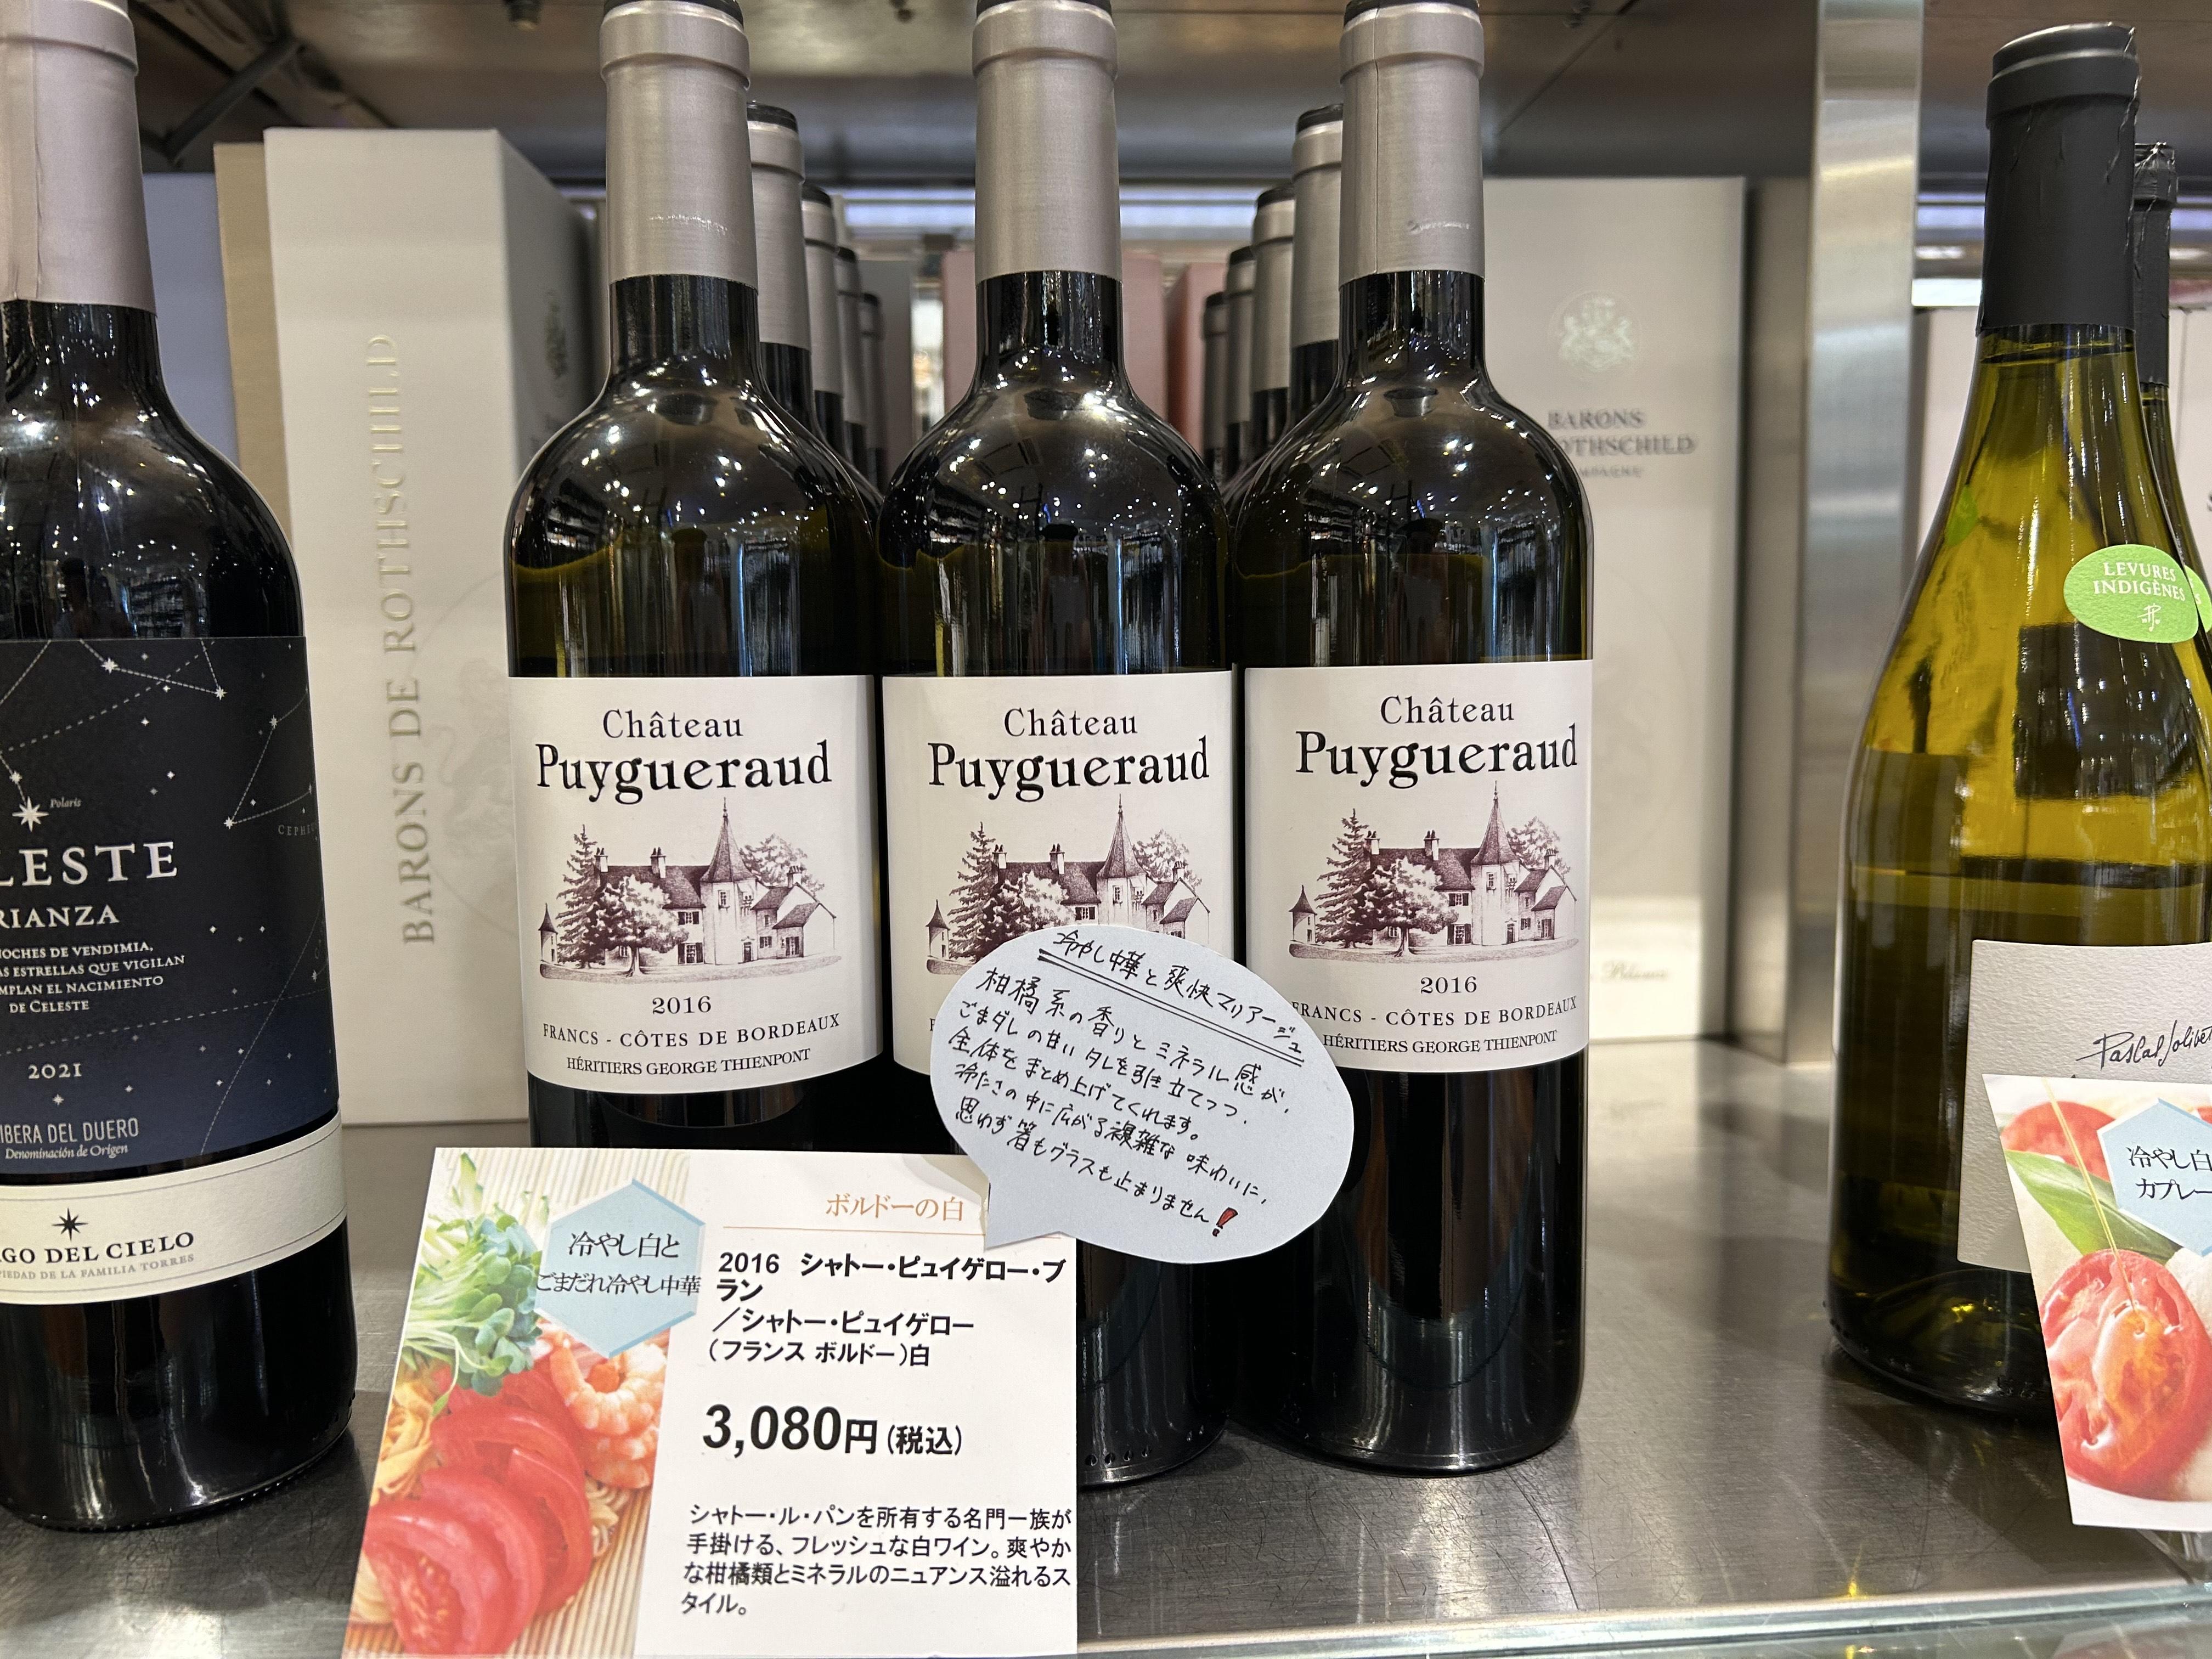 Polaris
LESTE
RIANZA
NOCHES DE VENDIMIA,
AS ESTRELLAS QUE VIGILAN
MPLAN EL NACIMIENTO
DE CELESTE
2021
IBERA DEL DUERO
Denominación de Origen
GO DEL CIELO
PIEDAD DE LA FAMILIA TORRES
BARONS DE ROTHSCHILD
Château
Puygueraud
2016
FRANCS - CÔTES DE BORDEAUX
HÉRITIERS GEORGE THIENPONT
Château
Puygueraud
Château
Puygueraud
2016
FRANCS - CÔTES DE BORDEAUX
HÉRITIERS GEORGE THIENPONT
BARONS
OTHSCHILD
冷やし中華と爽快マリアージュ
柑橘系の香りとミネラル感が、
ごまダレの甘いタレを引き立てつつ、
全体をまとめ上げてくれます。
冷たさの中に広がる複雑な味わいに、
思わず箸もグラスも止まりません!
ボルドーの白
冷やし白と
ごまだれ冷やし中華
2016 シャトー・ピュイゲロー・ブ
ラン
／シャトー・ピュイゲロー
（フランス ボルドー）白
3,080円(税込)
シャトー・ル・パンを所有する名門一族が
手掛ける、フレッシュな白ワイン。爽やか
な柑橘類とミネラルのニュアンス溢れるス
タイル。
LEVURES
INDIGÈNES
Pascal Jolivet
冷やし白
カプレー